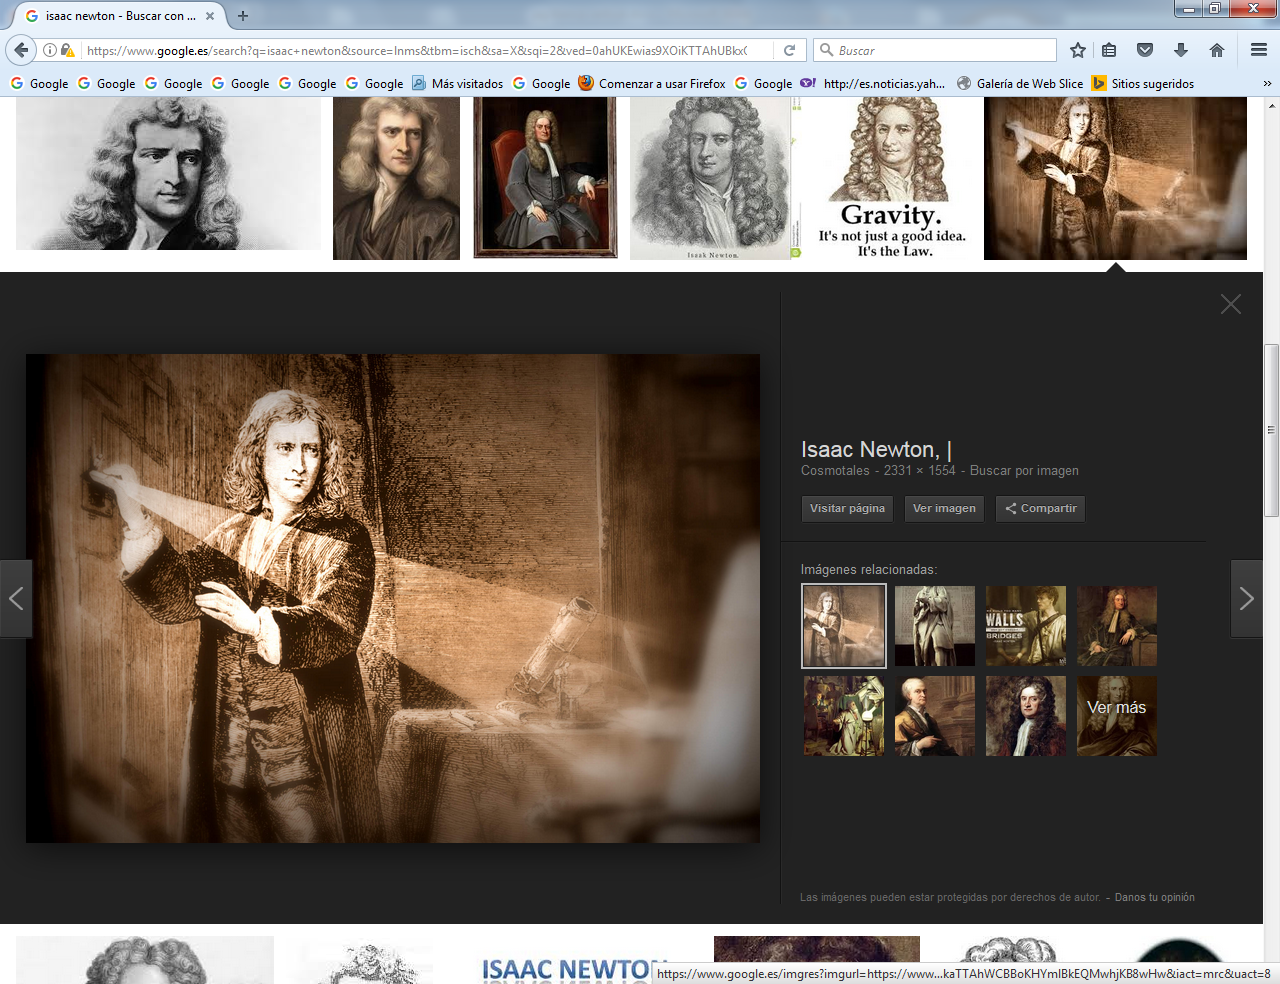 isaac newton - Buscar con ...
https://www.google.es/search?q=isaac+newton&source=lnms&tbm=isch&sa=X&sqi=2&ved=0ahUKEwias9XOiKTTAhUBkxC
Buscar
Google Google Google Google Google Google Más visitados Google Comenzar a usar Firefox Google http://es.noticias.yah... Galería de Web Slice Sitios sugeridos »
Isaak Newton.
Gravity.
It's not just a good idea.
It's the Law.
Isaac Newton, |
Cosmotales - 2331 × 1554 - Buscar por imagen
Visitar página Ver imagen Compartir
Imágenes relacionadas:
WALLS
BRIDGES
Ver más
Las imágenes pueden estar protegidas por derechos de autor. - Danos tu opinión
ISAAC NEWTON
https://www.google.es/imgres?imgurl=https://www...kaTTAhWCBBoKHYmIBkEQMwhjKB8wHw&iact=mrc&uact=8